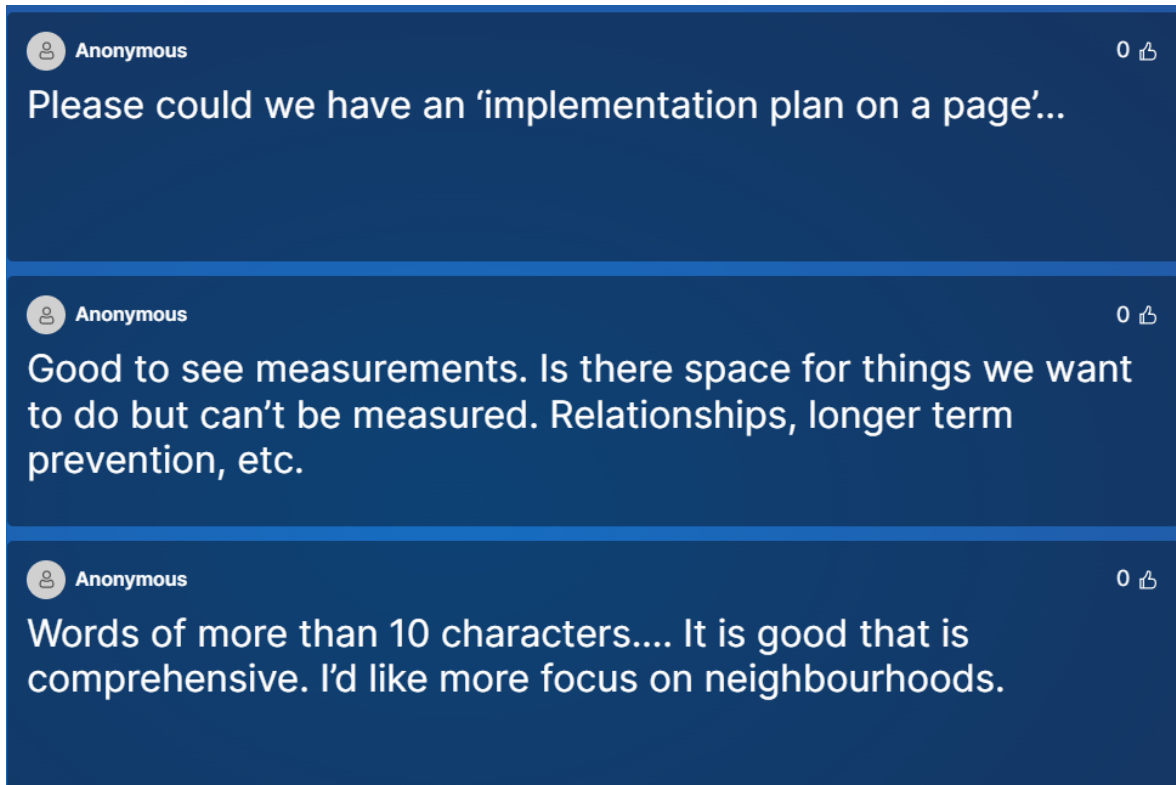 Anonymous
0
Please could we have an ‘implementation plan on a page’...
Anonymous
0
Good to see measurements. Is there space for things we want
to do but can’t be measured. Relationships, longer term
prevention, etc.
Anonymous
0
Words of more than 10 characters.... It is good that is
comprehensive. I’d like more focus on neighbourhoods.